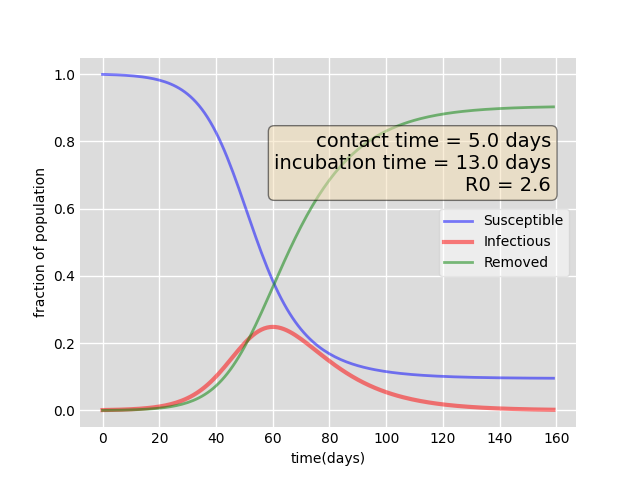 1.0
0.8
0.6
0.4
0.2
0.0
fraction of population
contact time = 5.0 days
incubation time = 13.0 days
R0 = 2.6
Susceptible
Infectious
Removed
0 20 40 60 80 100 120 140 160
time(days)